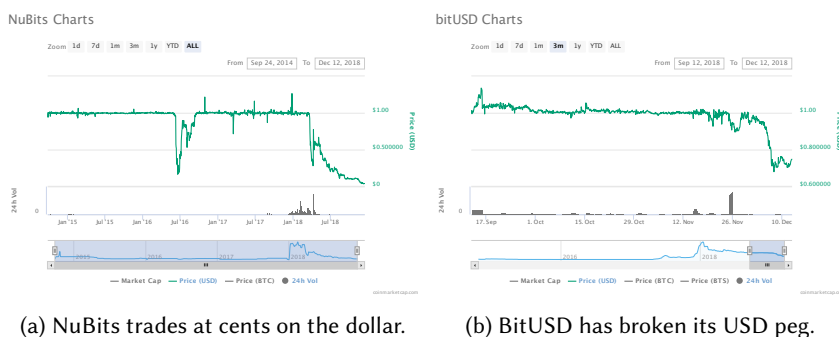 NuBits Charts
Zoom 1d 7d 1m 3m 1y YTD ALL
From Sep 24, 2014 To Dec 12, 2018
$1.00
$0.500000
$0
Price (USD)
24h Vol
0
Jan '15 Jul '15 Jan '16 Jul '16 Jan '17 Jul '17 Jan '18 Jul '18
2015 2016 2017 2018
Market Cap Price (USD) Price (BTC) 24h Vol
coinmarketcap.com
(a) NuBits trades at cents on the dollar.
bitUSD Charts
Zoom 1d 7d 1m 3m 1y YTD ALL
From Sep 12, 2018 To Dec 12, 2018
$1.00
$0.800000
$0.600000
Price (USD)
24h Vol
0
17. Sep 1. Oct 15. Oct 29. Oct 12. Nov 26. Nov 10. Dec
2016 2018
Market Cap Price (USD) Price (BTC) Price (BTS) 24h Vol
coinmarketcap.com
(b) BitUSD has broken its USD peg.